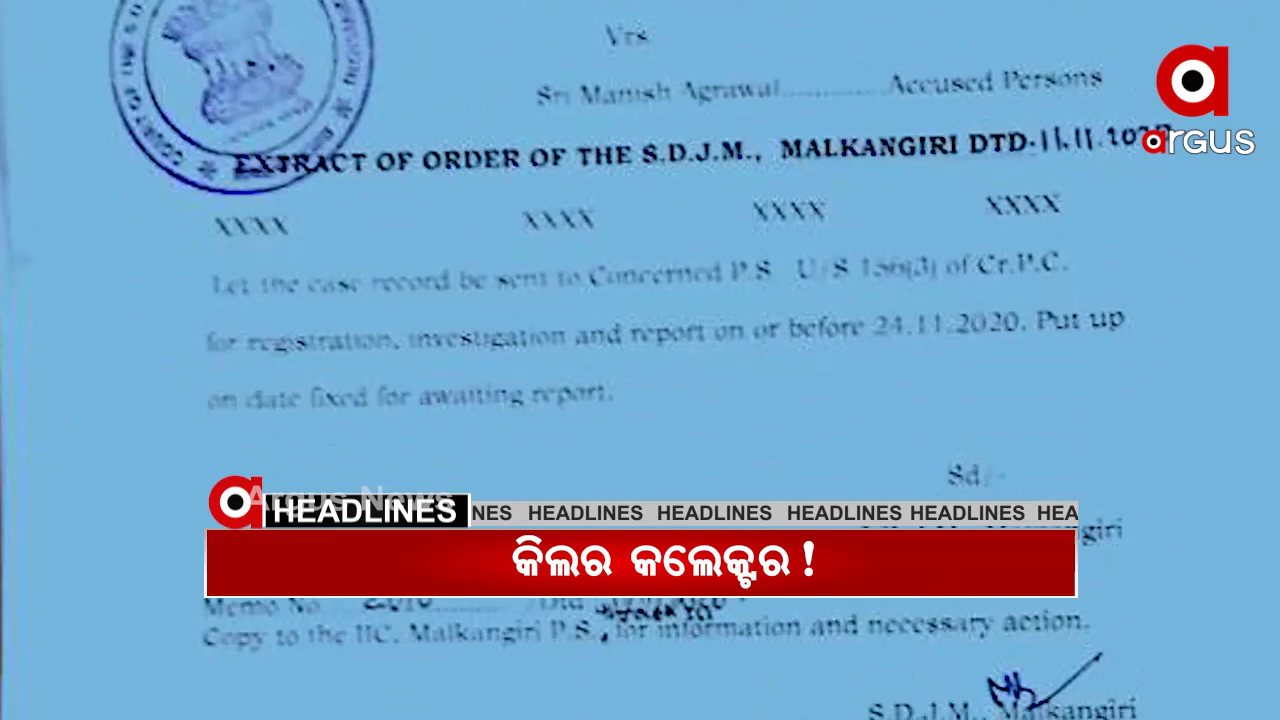 Vrs
Sri Manish Agrawal............Accused Persons
argus
EXTRACT OF ORDER OF THE S.D.J.M., MALKANGIRI DTD-11.11.2020
XXXX XXXX XXXX XXXX
Let the case record be sent to Concerned P.S U/S 156(3) of Cr.P.C.
for registration, investigation and report on or before 24.11.2020. Put up
on date fixed for awaiting report.
Sd/-
Argus News
HEADLINES
HEADLINES HEADLINES HEADLINES HEADLINES
କିଲର କଲେକ୍ଟର!
Memo No.
Copy to the IIC, Malkangiri P.S., for information and necessary action.
S.D.J.M., Malkangiri